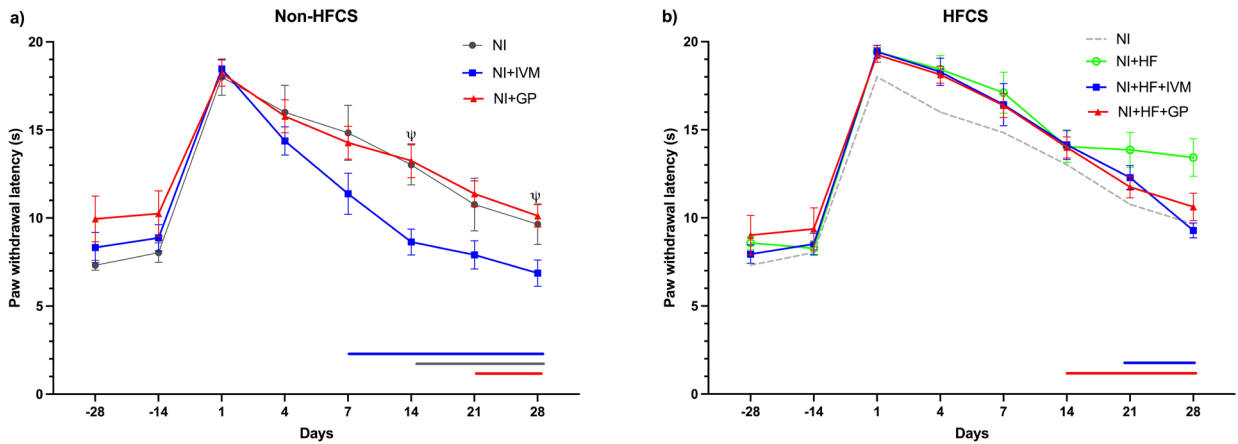 a)
Non-HFCS
NI
NI+IVM
NI+GP
Paw withdrawal latency (s)
20
15
10
5
0
ψ
ψ
-28 -14 1 4 7 14 21 28
Days
b)
HFCS
NI
NI+HF
NI+HF+IVM
NI+HF+GP
Paw withdrawal latency (s)
20
15
10
5
0
-28 -14 1 4 7 14 21 28
Days